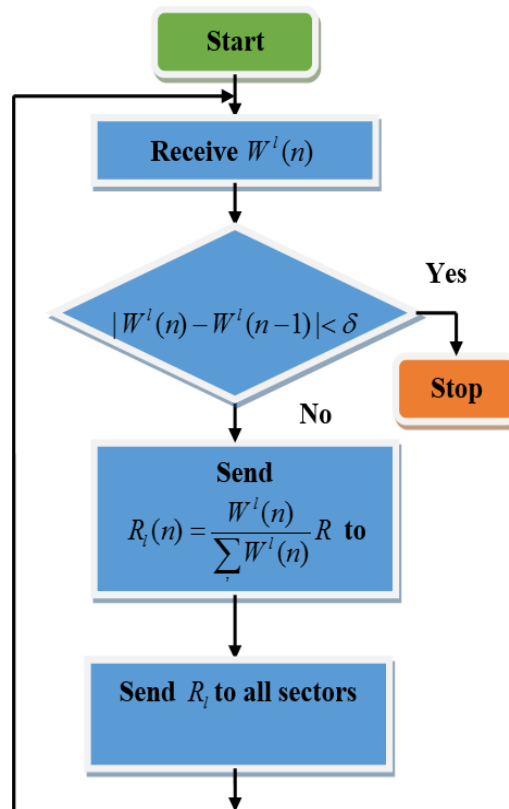 Start
Receive W^l(n)
|W^l(n)−W^l(n−1)|<δ
Yes
Stop
No
Send
R_l(n) = W^l(n) / ∑ W^l(n) R to
Send R_l to all sectors